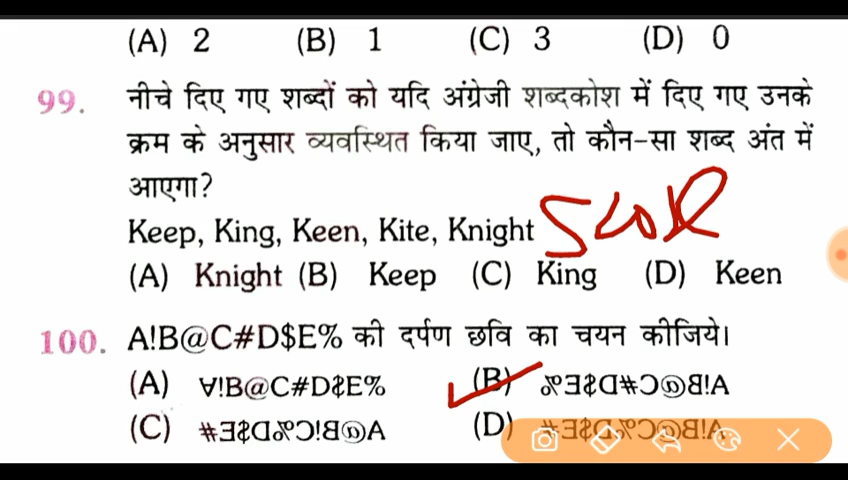 (A) 2 (B) 1 (C) 3 (D) 0
99. नीचे दिए गए शब्दों को यदि अंग्रेजी शब्दकोश में दिए गए उनके
क्रम के अनुसार व्यवस्थित किया जाए, तो कौन-सा शब्द अंत में
आएगा?
Keep, King, Keen, Kite, Knight
(A) Knight (B) Keep (C) King (D) Keen
100. A!B@C#D$E% की दर्पण छवि का चयन कीजिये।
(A) ∀!B@C#D$E% (B)
(C) (D)